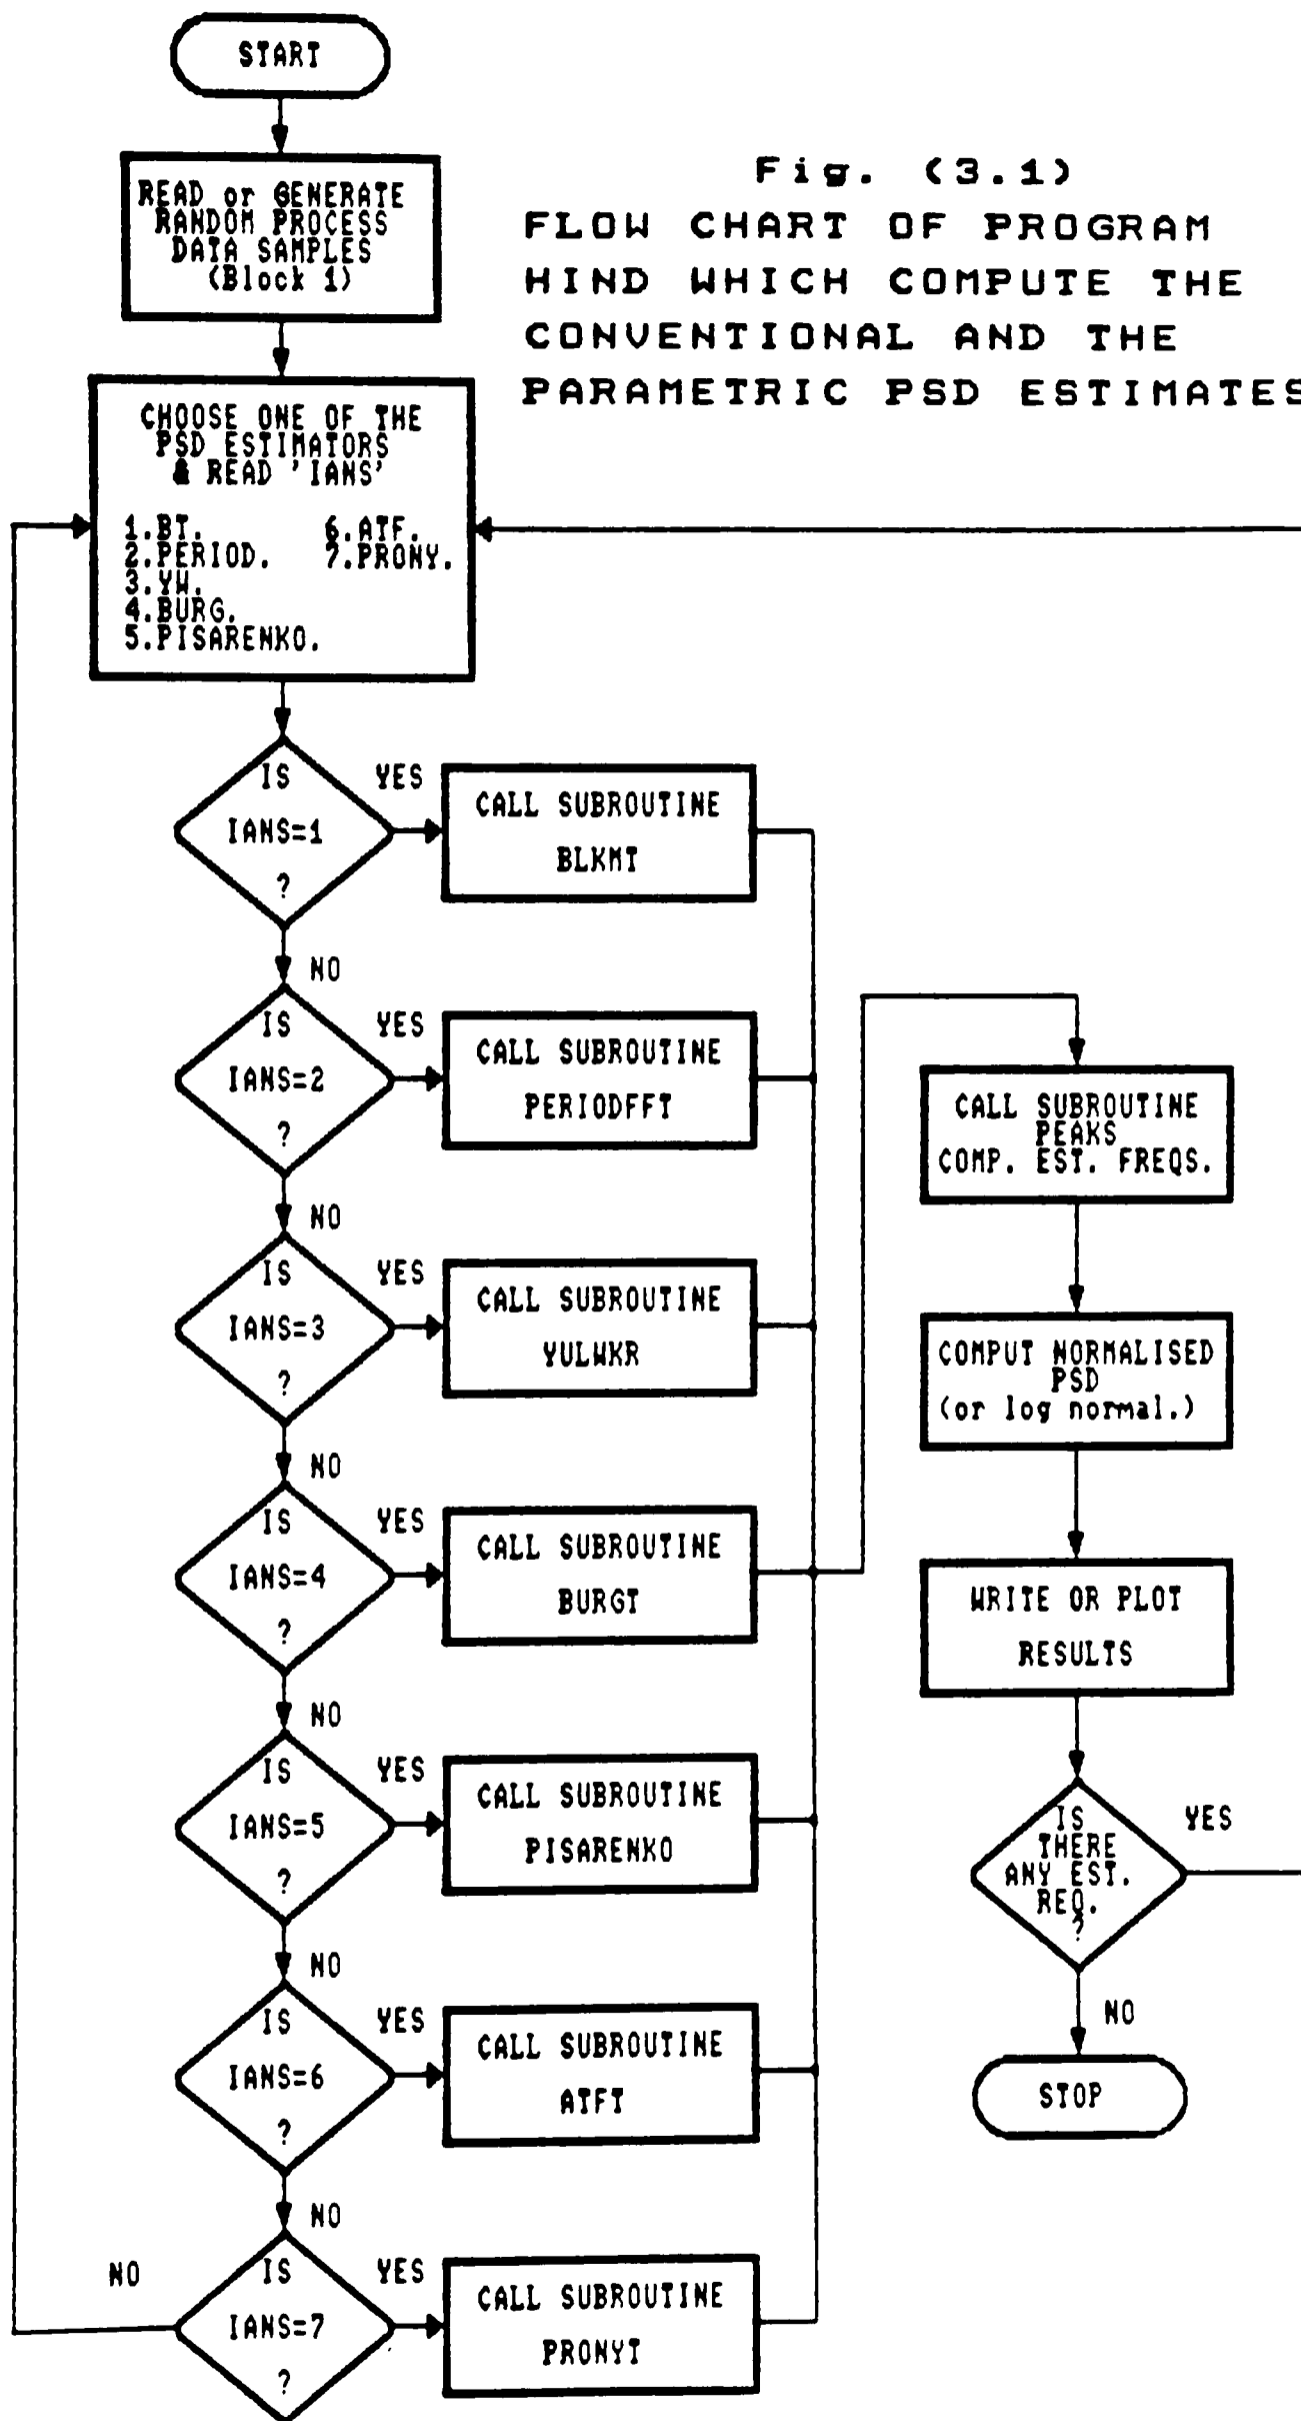 START
READ or GENERATE
RANDOM PROCESS
DATA SAMPLES
(Block 1)
Fig. (3.1)
FLOW CHART OF PROGRAM
HIND WHICH COMPUTE THE
CONVENTIONAL AND THE
PARAMETRIC PSD ESTIMATES
CHOOSE ONE OF THE
PSD ESTIMATORS
& READ 'IANS'
1.BT.
2.PERIOD.
3.YW.
4.BURG.
5.PISARENKO.
6.ATF.
7.PRONY.
IS
IANS=1
?
YES
CALL SUBROUTINE
BLKMT
NO
IS
IANS=2
?
YES
CALL SUBROUTINE
PERIODFFT
NO
IS
IANS=3
?
YES
CALL SUBROUTINE
YULWKR
NO
IS
IANS=4
?
YES
CALL SUBROUTINE
BURGT
NO
IS
IANS=5
?
YES
CALL SUBROUTINE
PISARENKO
NO
IS
IANS=6
?
YES
CALL SUBROUTINE
ATFT
NO
IS
IANS=7
?
NO
YES
CALL SUBROUTINE
PRONYT
CALL SUBROUTINE
PEAKS
COMP. EST. FREQS.
COMPUT NORMALISED
PSD
(or log normal.)
WRITE OR PLOT
RESULTS
IS
THERE
ANY EST.
REQ.
?
YES
NO
STOP